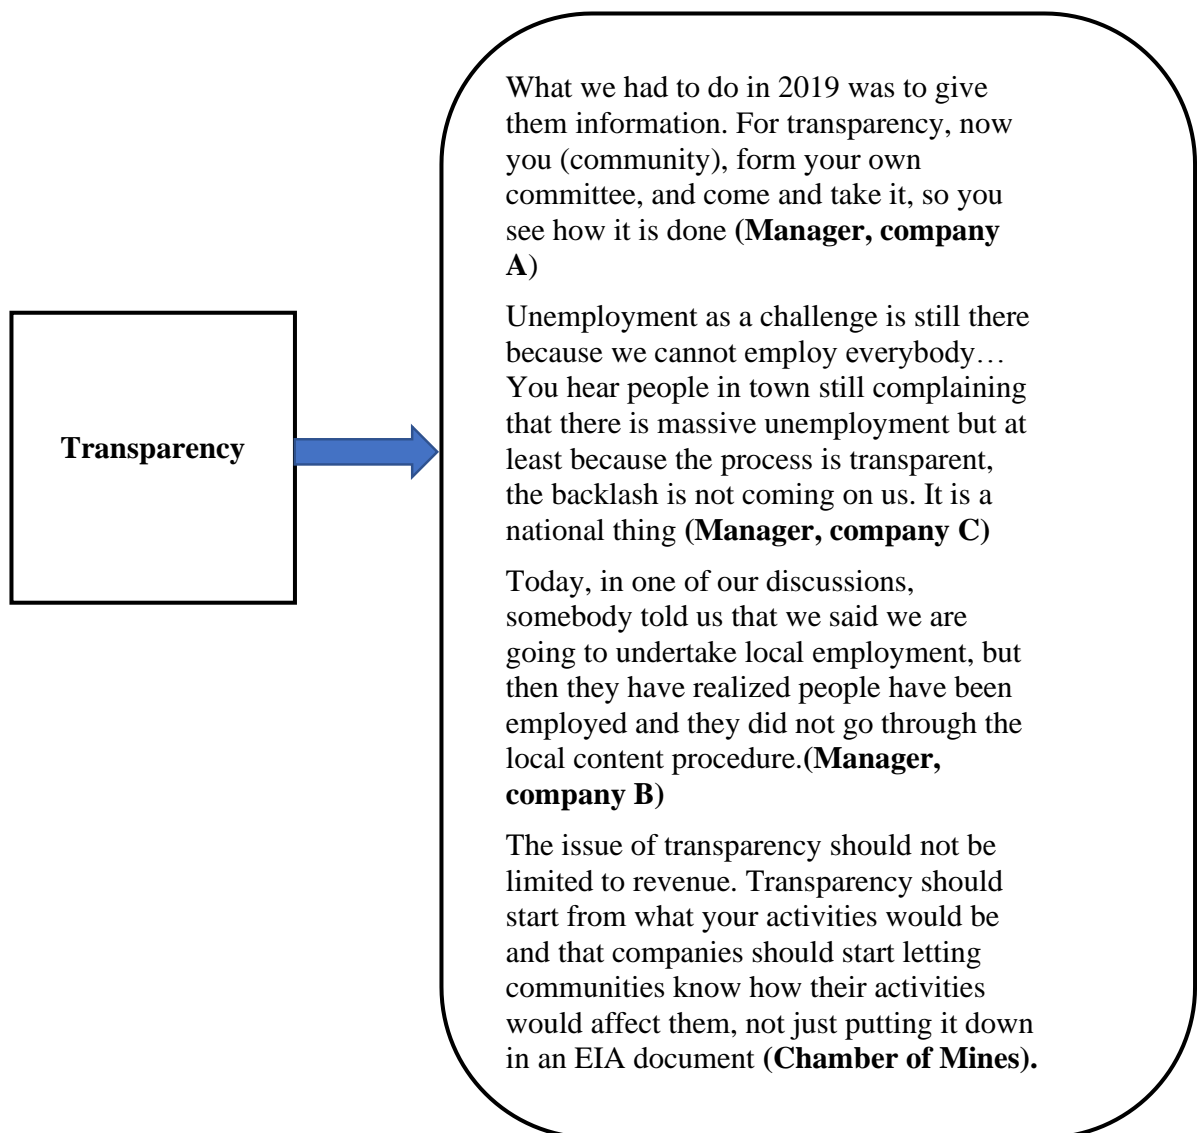 Transparency
What we had to do in 2019 was to give
them information. For transparency, now
you (community), form your own
committee, and come and take it, so you
see how it is done (Manager, company
A)
Unemployment as a challenge is still there
because we cannot employ everybody…
You hear people in town still complaining
that there is massive unemployment but at
least because the process is transparent,
the backlash is not coming on us. It is a
national thing (Manager, company C)
Today, in one of our discussions,
somebody told us that we said we are
going to undertake local employment, but
then they have realized people have been
employed and they did not go through the
local content procedure.(Manager,
company B)
The issue of transparency should not be
limited to revenue. Transparency should
start from what your activities would be
and that companies should start letting
communities know how their activities
would affect them, not just putting it down
in an EIA document (Chamber of Mines).